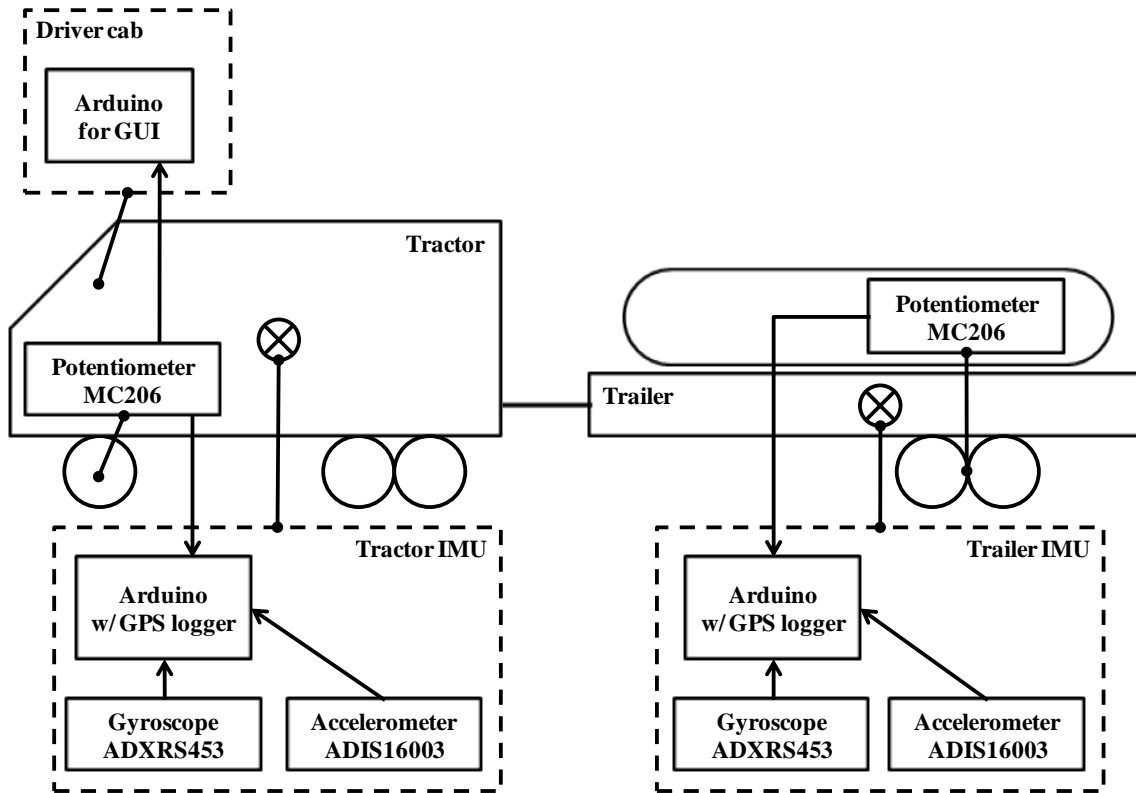 Driver cab
Arduino
for GUI
Tractor
Potentiometer
MC206
Potentiometer
MC206
Trailer
Tractor IMU
Arduino
w/ GPS logger
Gyroscope
ADXRS453
Accelerometer
ADIS16003
Trailer IMU
Arduino
w/ GPS logger
Gyroscope
ADXRS453
Accelerometer
ADIS16003